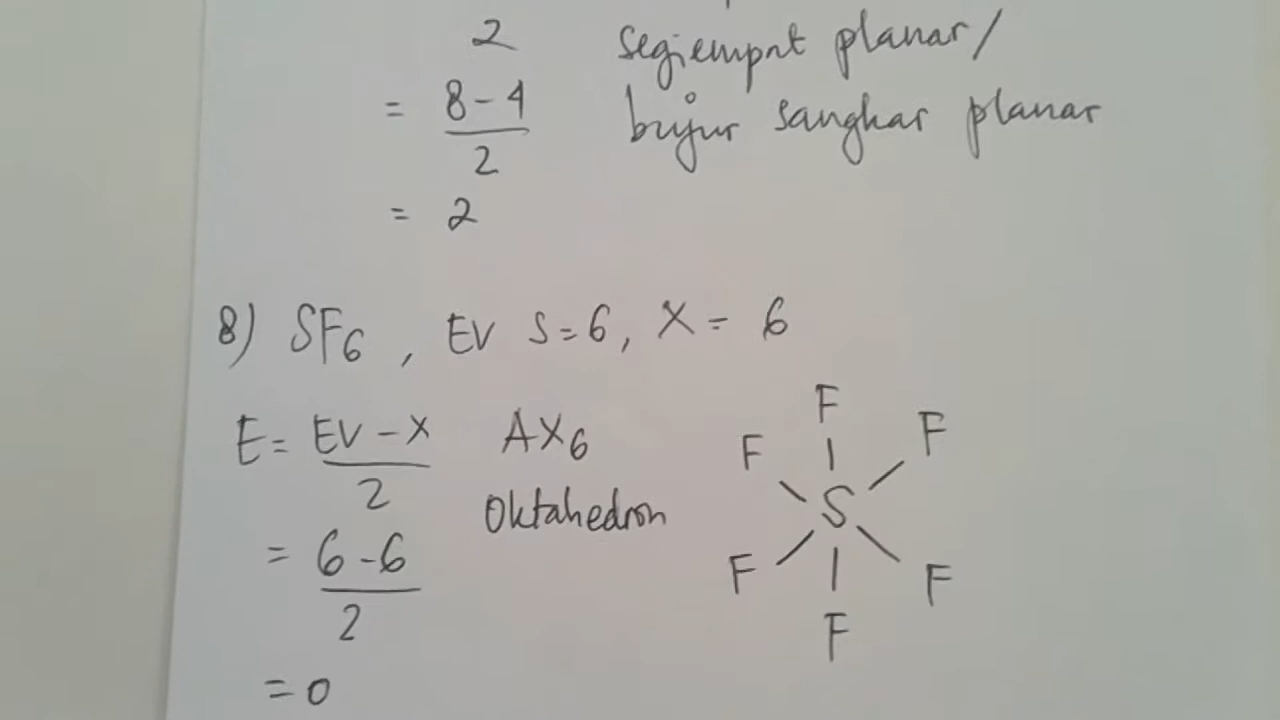 2 segiempat planar/
= 8 - 4 bujur sangkar planar
2
= 2
8) SF6 , EV S = 6, X = 6
E = EV - X AX6
2
Oktahedron
= 6 - 6
2
= 0
F
F F
S
F F
F